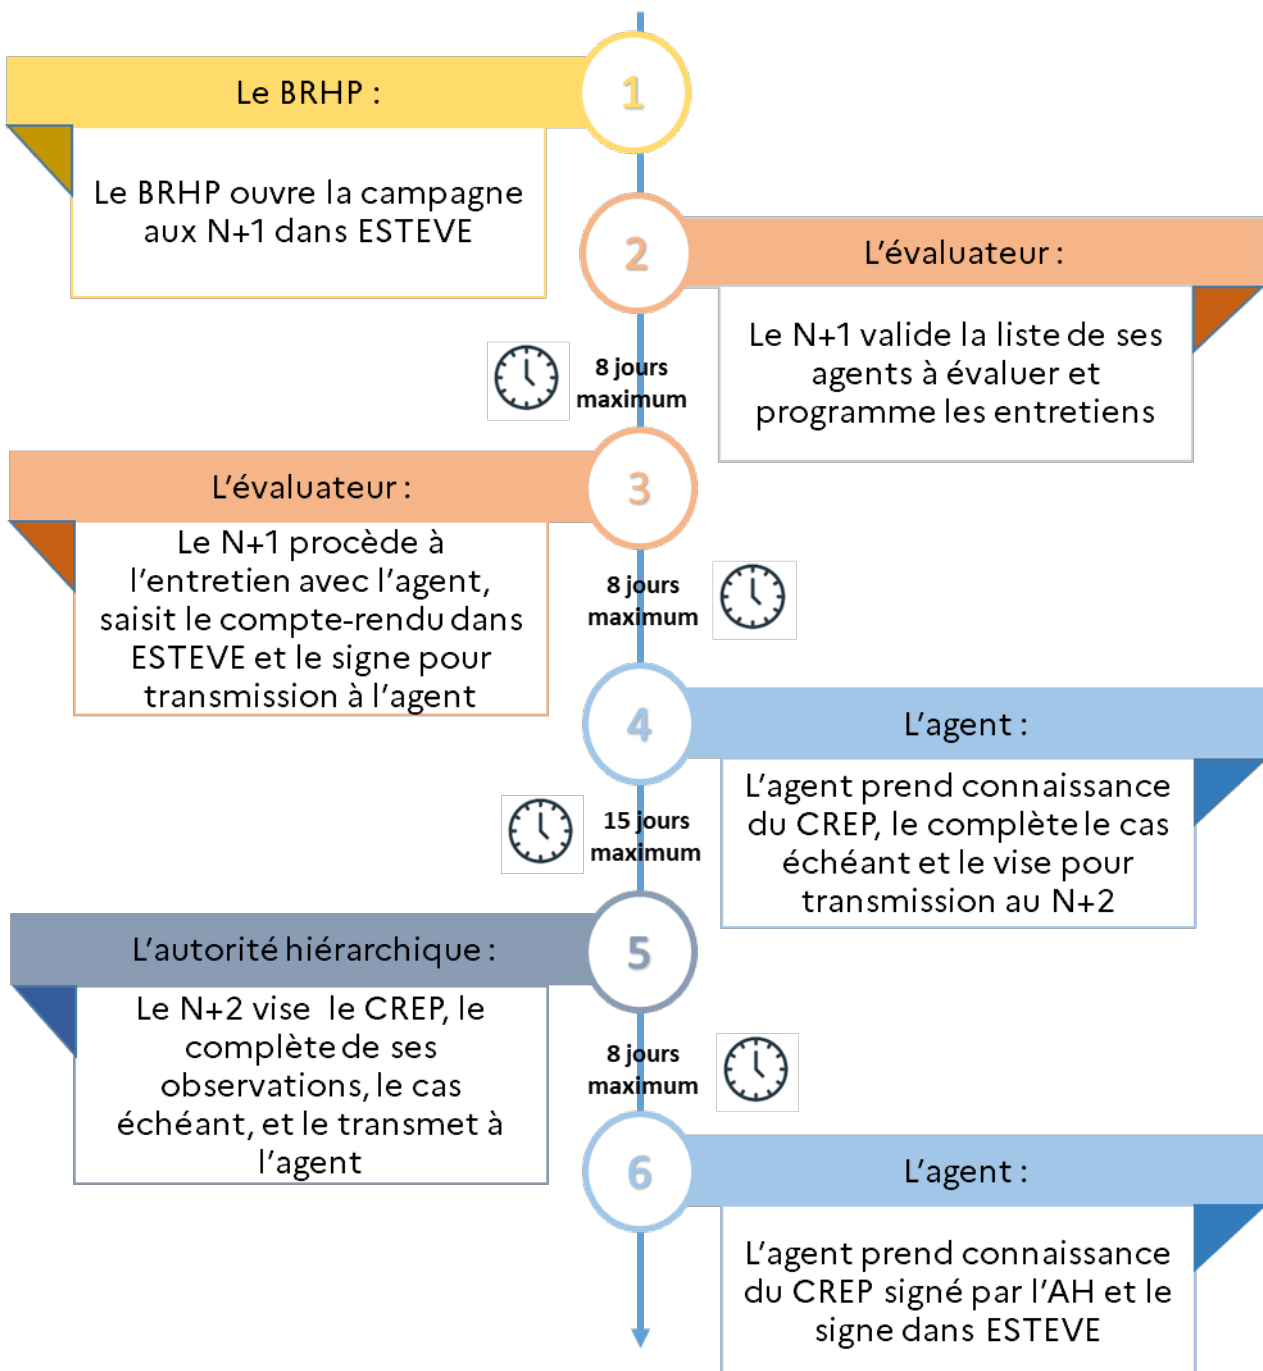 1
Le BRHP :
Le BRHP ouvre la campagne
aux N+1 dans ESTEVE
2
L'évaluateur :
Le N+1 valide la liste de ses
agents à évaluer et
programme les entretiens
8 jours
maximum
3
L'évaluateur :
Le N+1 procède à
l'entretien avec l'agent,
saisit le compte-rendu dans
ESTEVE et le signe pour
transmission à l'agent
8 jours
maximum
4
L'agent :
L'agent prend connaissance
du CREP, le complète le cas
échéant et le vise pour
transmission au N+2
15 jours
maximum
5
L'autorité hiérarchique :
Le N+2 vise le CREP, le
complète de ses
observations, le cas
échéant, et le transmet à
l'agent
8 jours
maximum
6
L'agent :
L'agent prend connaissance
du CREP signé par l'AH et le
signe dans ESTEVE